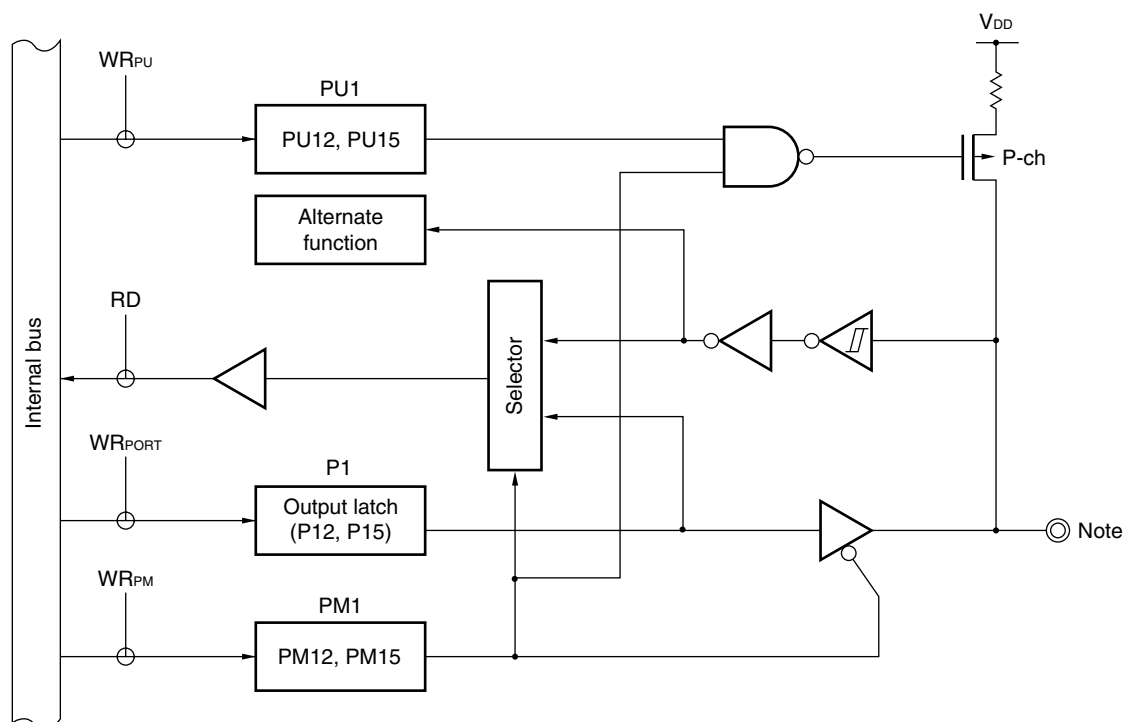 VDD
WRPU
PU1
PU12, PU15
P-ch
Alternate
function
RD
Internal bus
Selector
WRPORT
P1
Output latch
(P12, P15)
Note
WRPM
PM1
PM12, PM15